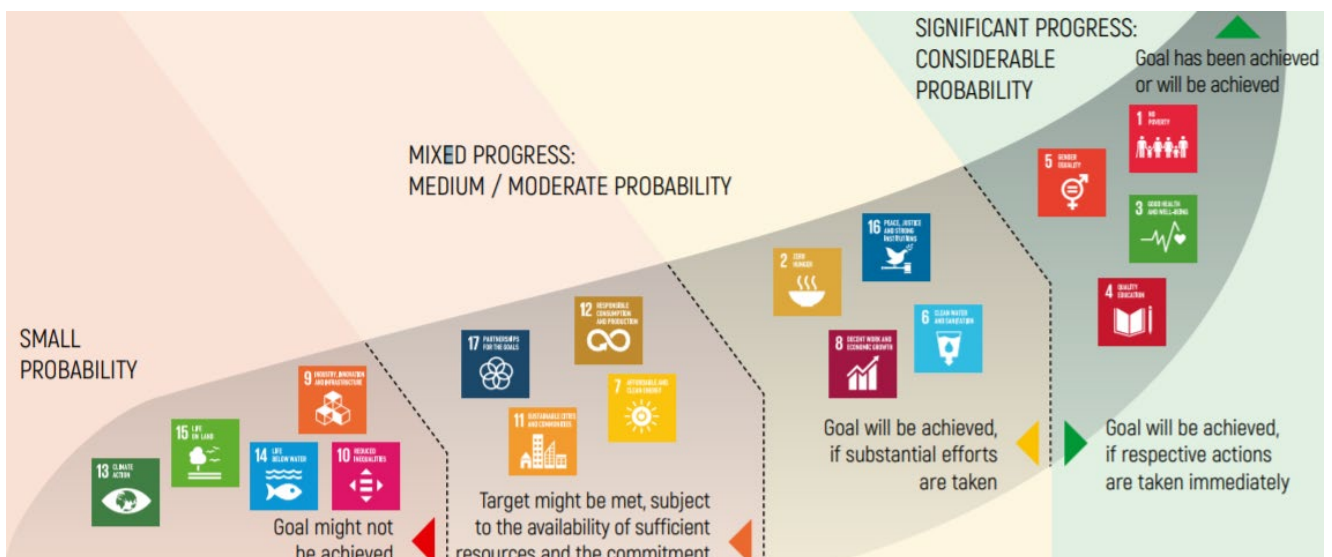 SIGNIFICANT PROGRESS:
CONSIDERABLE
PROBABILITY
Goal has been achieved
or will be achieved
1 NO
POVERTY
5 GENDER
EQUALITY
3 GOOD HEALTH
AND WELL-BEING
4 QUALITY
EDUCATION
MIXED PROGRESS:
MEDIUM / MODERATE PROBABILITY
16 PEACE, JUSTICE
AND STRONG
INSTITUTIONS
2 ZERO
HUNGER
6 CLEAN WATER
AND SANITATION
8 DECENT WORK AND
ECONOMIC GROWTH
Goal will be achieved,
if substantial efforts
are taken
Goal will be achieved,
if respective actions
are taken immediately
12 RESPONSIBLE
CONSUMPTION
AND PRODUCTION
17 PARTNERSHIPS
FOR THE GOALS
7 AFFORDABLE AND
CLEAN ENERGY
11 SUSTAINABLE CITIES
AND COMMUNITIES
Target might be met, subject
to the availability of sufficient
resources and the commitment
SMALL
PROBABILITY
9 INDUSTRY, INNOVATION
AND INFRASTRUCTURE
15 LIFE
ON LAND
14 LIFE
BELOW WATER
10 REDUCED
INEQUALITIES
13 CLIMATE
ACTION
Goal might not
be achieved